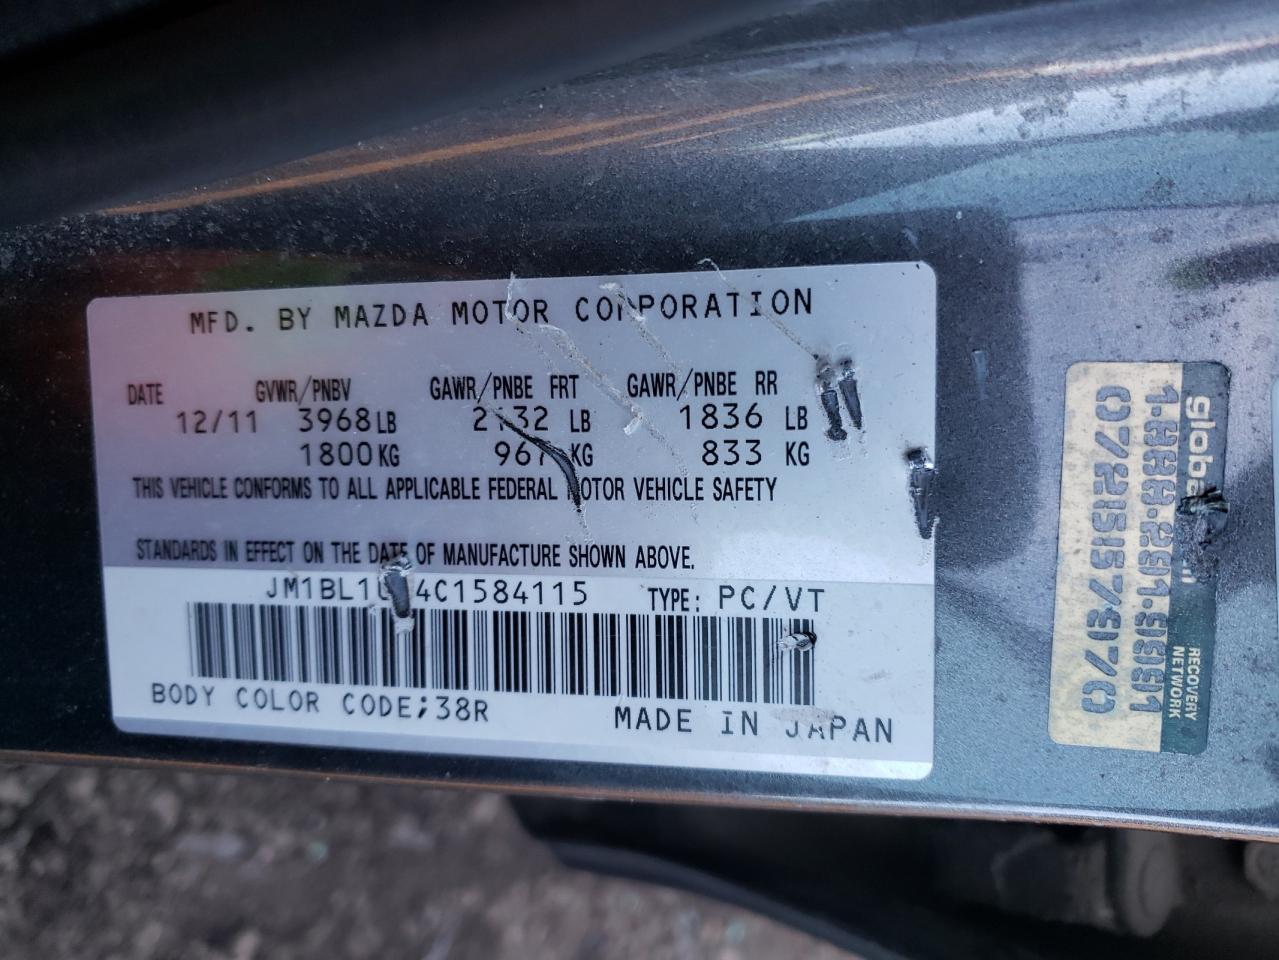 MFD. BY MAZDA MOTOR CORPORATION
DATE GVWR/PNBV GAWR/PNBE FRT GAWR/PNBE RR
12/11 3968 LB LB 1836 LB
1800 KG KG 833 KG
THIS VEHICLE CONFORMS TO ALL APPLICABLE FEDERAL MOTOR VEHICLE SAFETY
STANDARDS IN EFFECT ON THE DATE OF MANUFACTURE SHOWN ABOVE.
TYPE: PC/VT
BODY COLOR CODE;38R
MADE IN JAPAN
RECOVERY
NETWORK